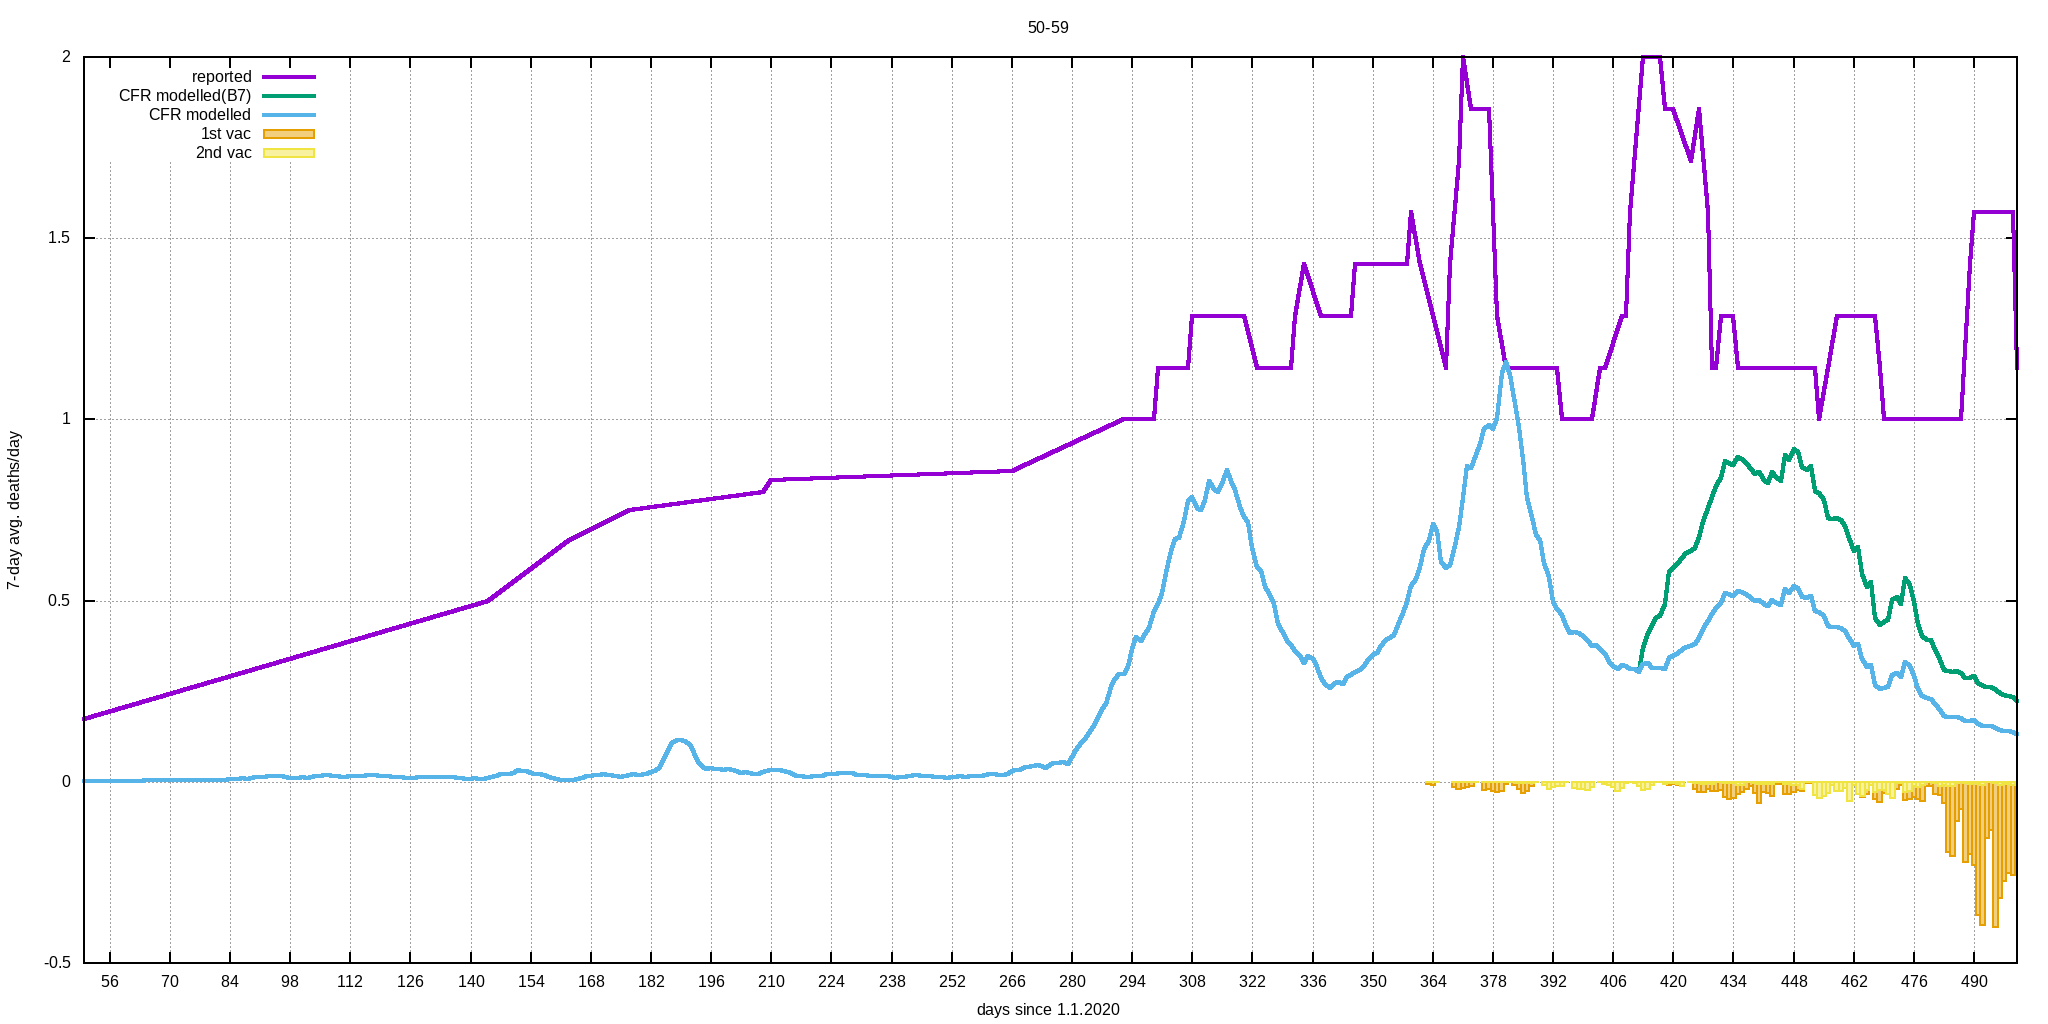 50-59
reported
CFR modelled(B7)
CFR modelled
1st vac
2nd vac
7-day avg. deaths/day
2
1.5
1
0.5
0
-0.5
56 70 84 98 112 126 140 154 168 182 196 210 224 238 252 266 280 294 308 322 336 350 364 378 392 406 420 434 448 462 476 490
days since 1.1.2020